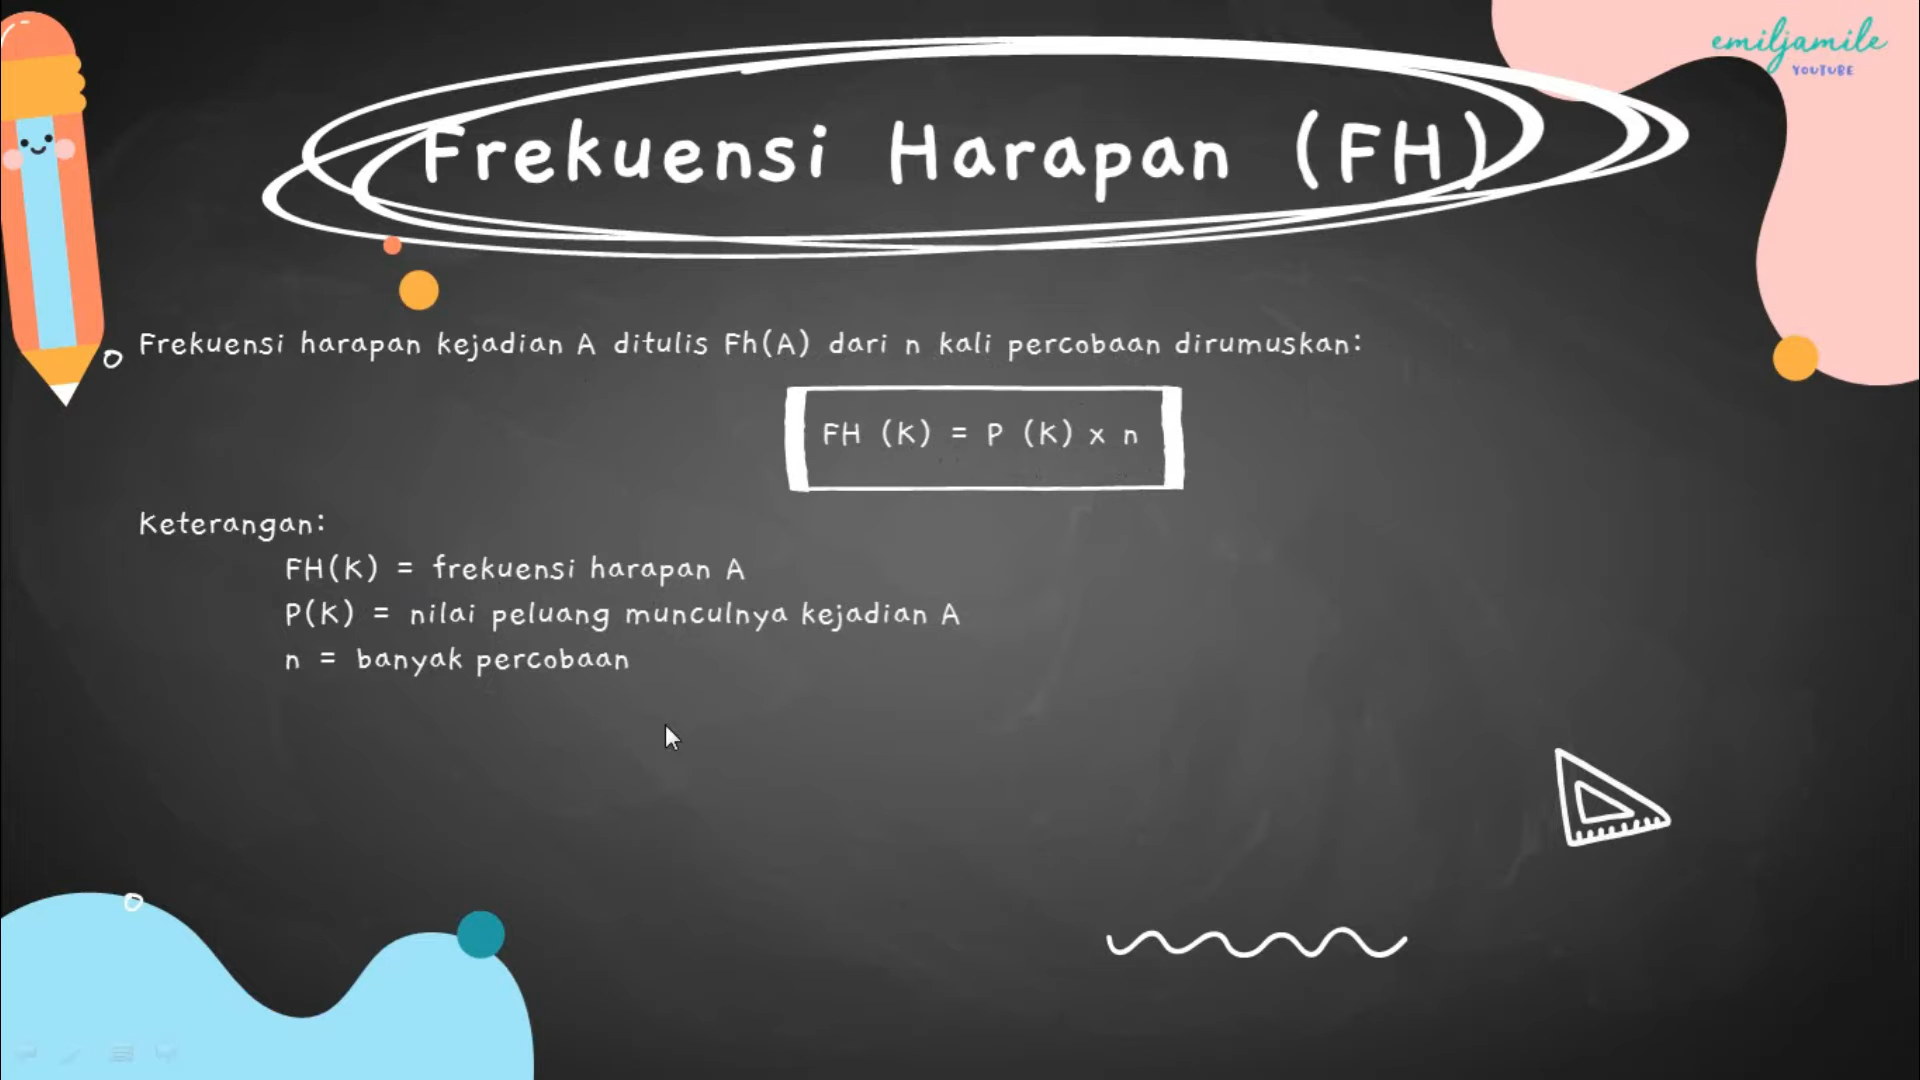 emiljamile
YOUTUBE
Frekuensi Harapan (FH)
Frekuensi harapan kejadian A ditulis Fh(A) dari n kali percobaan dirumuskan:
FH (K) = P (K) x n
Keterangan:
FH(K) = frekuensi harapan A
P(K) = nilai peluang munculnya kejadian A
n = banyak percobaan